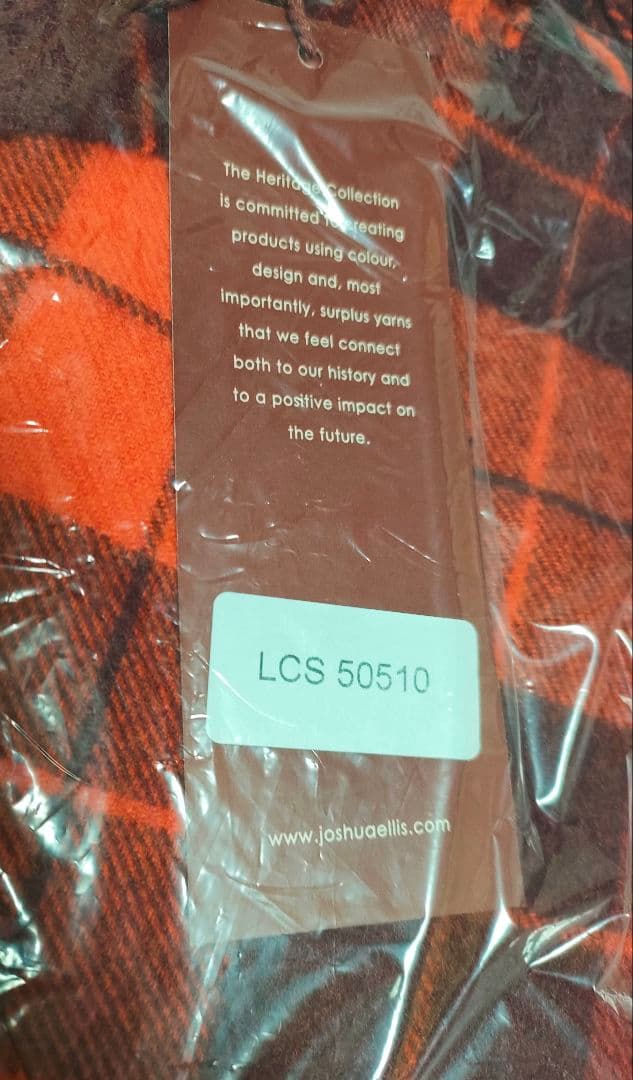 The Heritage Collection
is committed to creating
products using colour,
design and, most
importantly, surplus yarns
that we feel connect
both to our history and
to a positive impact on
the future.
LCS 50510
www.joshuaellis.com